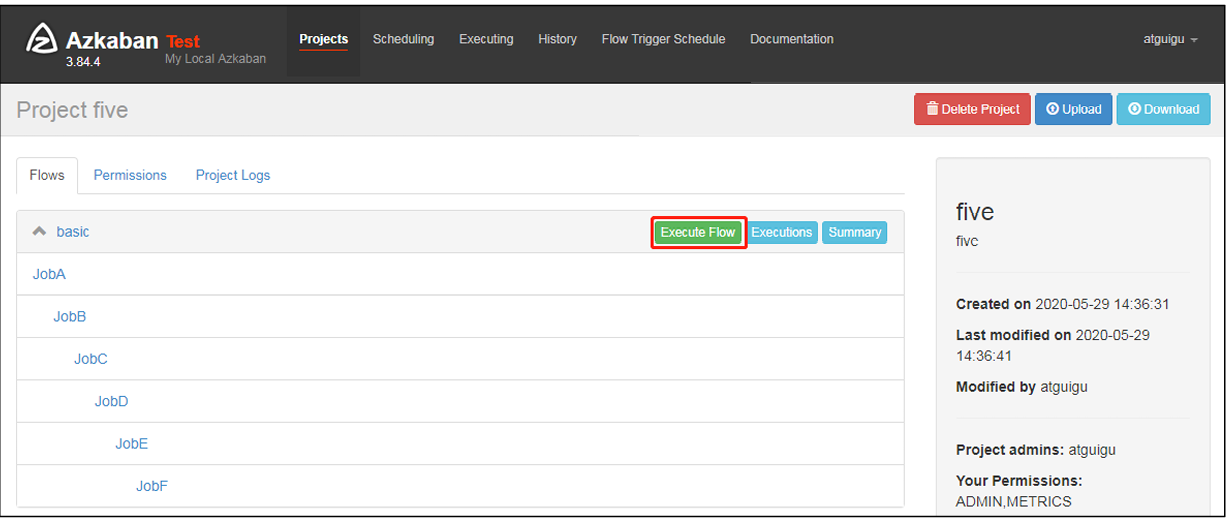 Azkaban Test
3.84.4 My Local Azkaban
Projects Scheduling Executing History Flow Trigger Schedule Documentation atguigu
Project five
Delete Project Upload Download
Flows Permissions Project Logs
basic Execute Flow Executions Summary
JobA
JobB
JobC
JobD
JobE
JobF
five
five
Created on 2020-05-29 14:36:31
Last modified on 2020-05-29
14:36:41
Modified by atguigu
Project admins: atguigu
Your Permissions:
ADMIN,METRICS